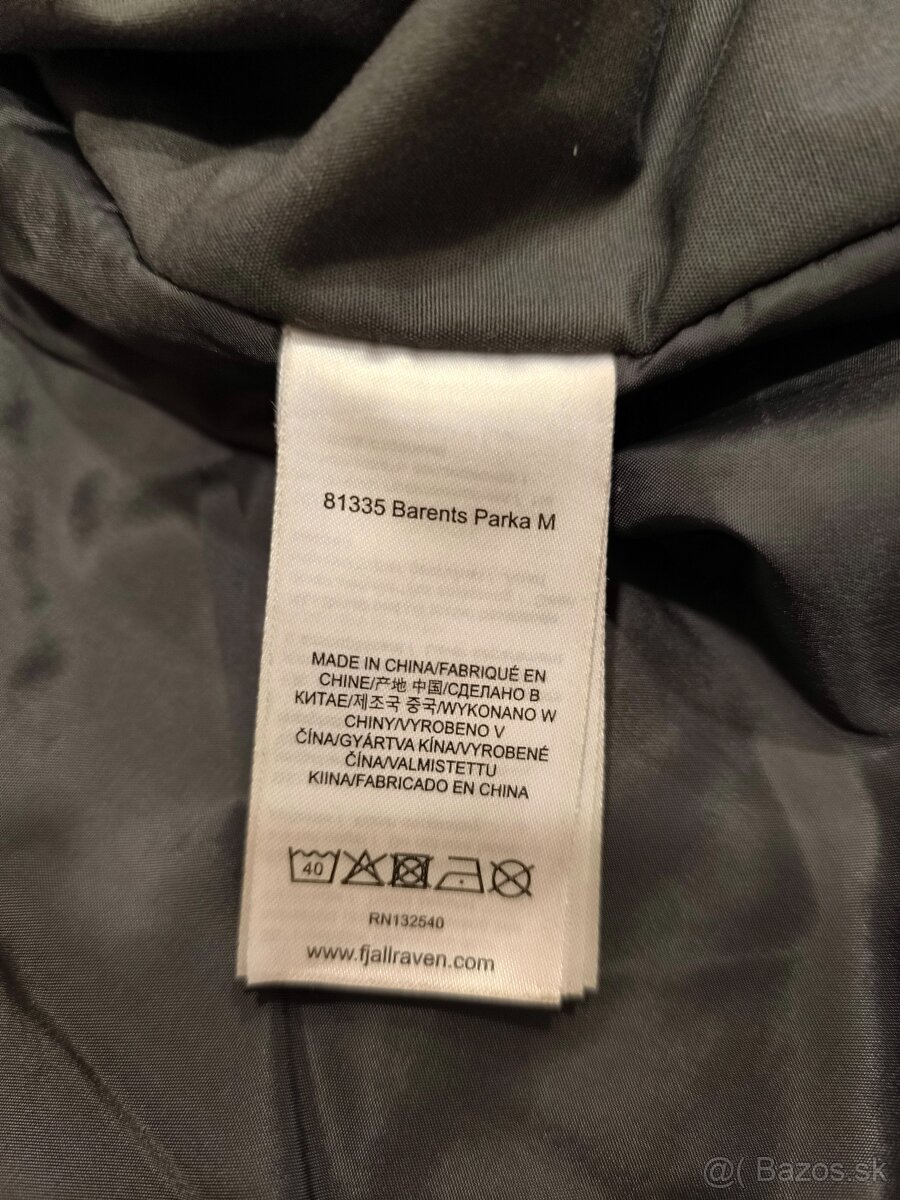 81335 Barents Parka M
MADE IN CHINA/FABRIQUÉ EN
CHINE/产地 中国/СДЕЛАНО В
КИТАЕ/제조국 중국/WYKONANO W
CHINY/VYROBENO V
ČÍNA/GYÁRTVA KÍNA/VYROBENÉ
ČÍNA/VALMISTETTU
KIINA/FABRICADO EN CHINA
40
RN132540
www.fjallraven.com
@( Bazos.sk